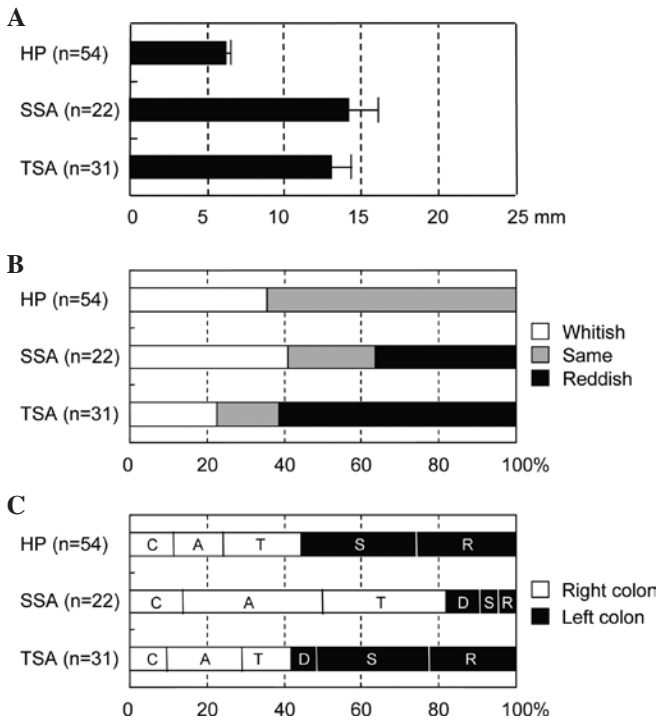 A
HP (n=54)
SSA (n=22)
TSA (n=31)
0 5 10 15 20 25 mm
B
HP (n=54)
SSA (n=22)
TSA (n=31)
Whitish
Same
Reddish
0 20 40 60 80 100%
C
HP (n=54) C A T S R
SSA (n=22) C A T D S R
TSA (n=31) C A T D S R
Right colon
Left colon
0 20 40 60 80 100%